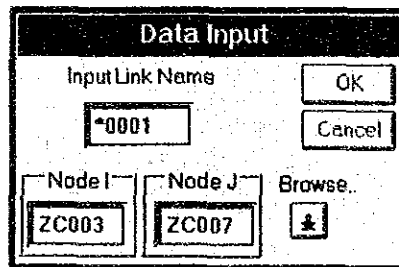 Data Input
Input Link Name
OK
*0001
Cancel
Node I
Node J
Browse..
ZC003
ZC007